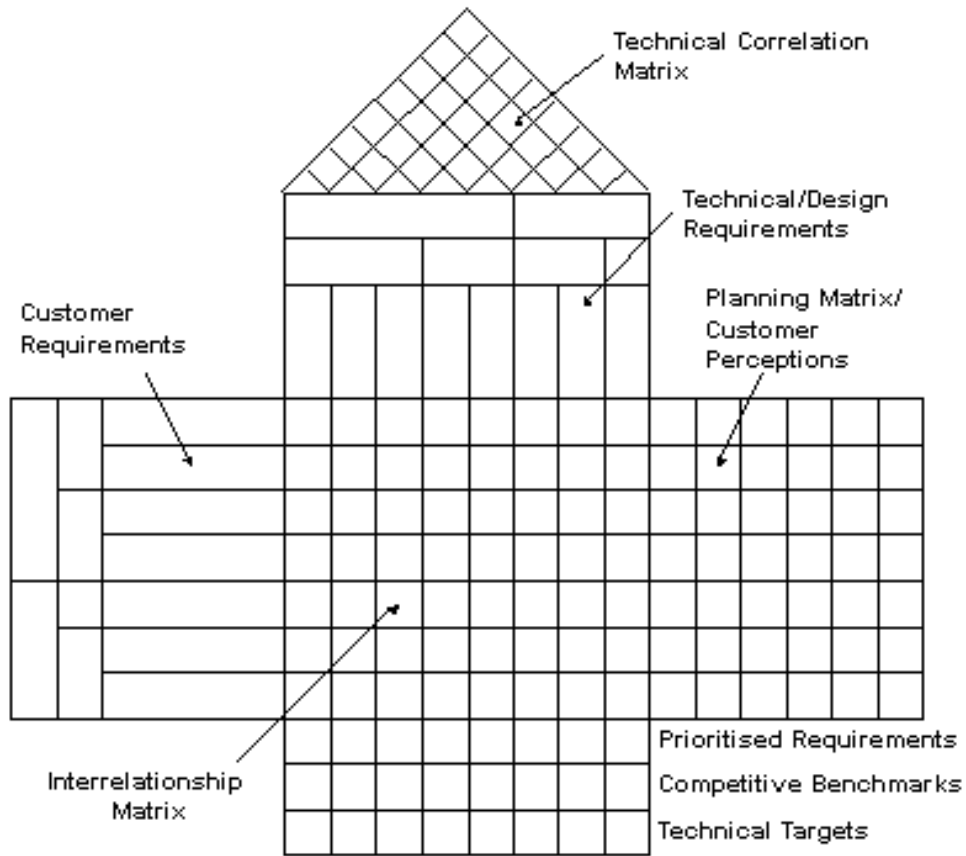 Technical Correlation
Matrix
Technical/Design
Requirements
Customer
Requirements
Planning Matrix/
Customer
Perceptions
Interrelationship
Matrix
Prioritised Requirements
Competitive Benchmarks
Technical Targets